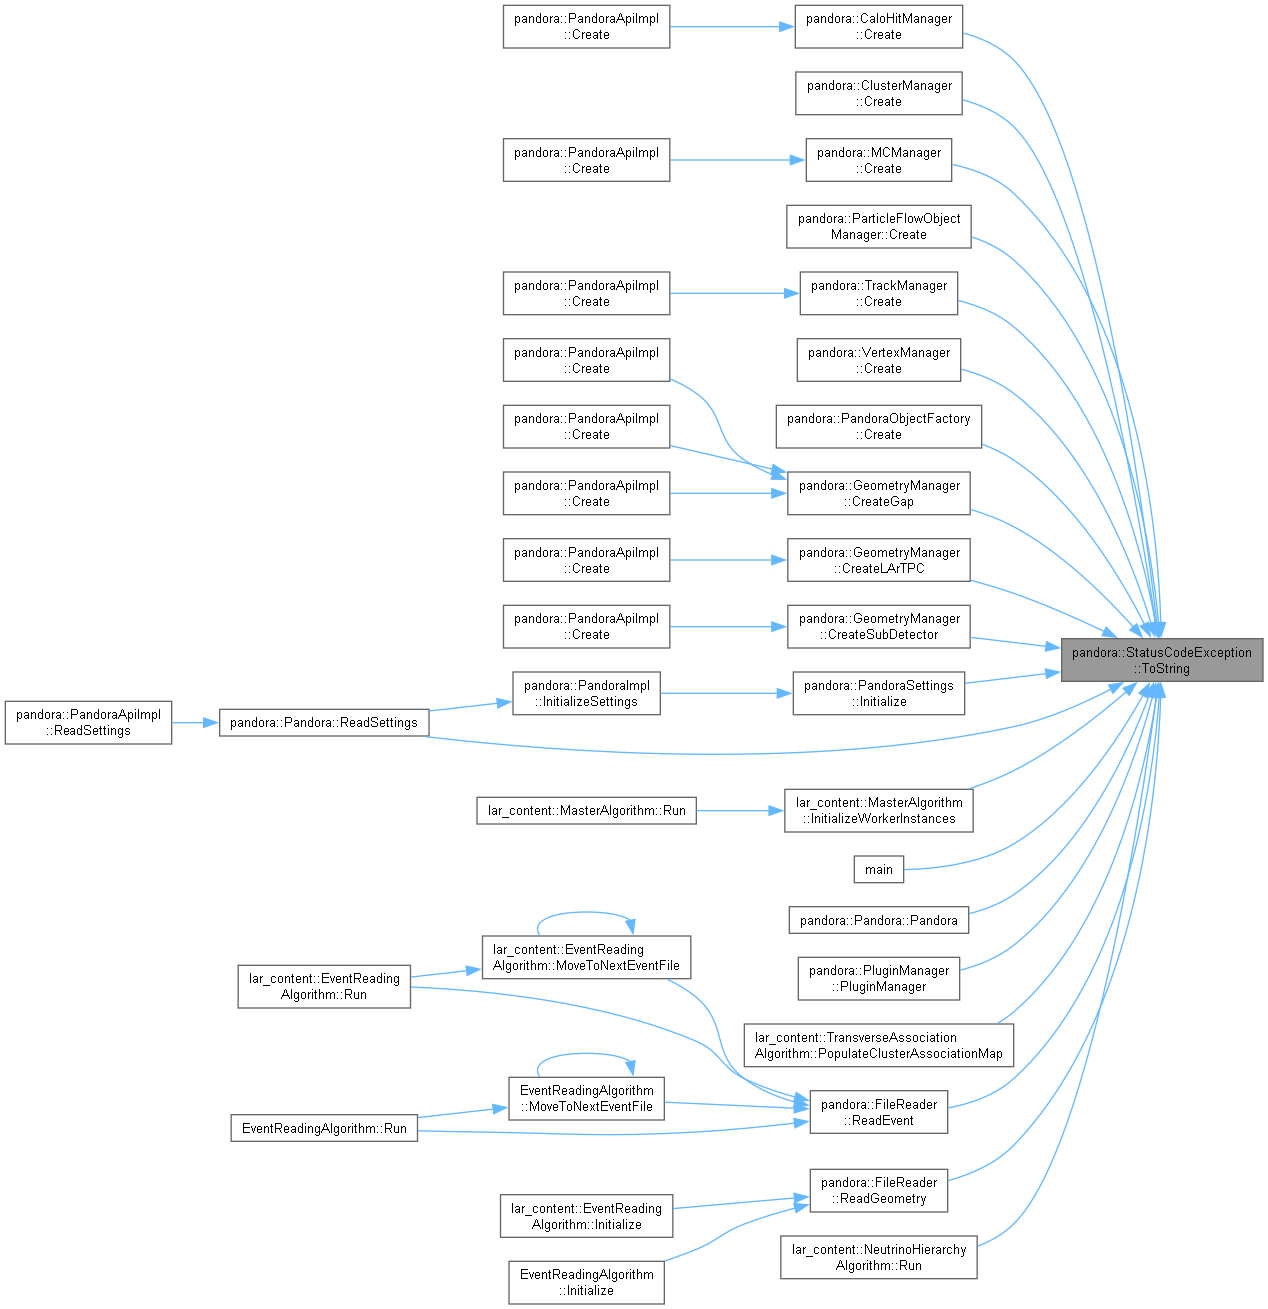 pandora::PandoraApiImpl
::Create
pandora::CaloHitManager
::Create
pandora::ClusterManager
::Create
pandora::PandoraApiImpl
::Create
pandora::MCManager
::Create
pandora::ParticleFlowObject
Manager::Create
pandora::PandoraApiImpl
::Create
pandora::TrackManager
::Create
pandora::PandoraApiImpl
::Create
pandora::VertexManager
::Create
pandora::PandoraApiImpl
::Create
pandora::PandoraObjectFactory
::Create
pandora::PandoraApiImpl
::Create
pandora::GeometryManager
::CreateGap
pandora::PandoraApiImpl
::Create
pandora::GeometryManager
::CreateLArTPC
pandora::PandoraApiImpl
::Create
pandora::GeometryManager
::CreateSubDetector
pandora::StatusCodeException
::ToString
pandora::PandoraImpl
::InitializeSettings
pandora::PandoraSettings
::Initialize
pandora::PandoraApiImpl
::ReadSettings
pandora::Pandora::ReadSettings
lar_content::MasterAlgorithm::Run
lar_content::MasterAlgorithm
::InitializeWorkerInstances
main
pandora::Pandora::Pandora
lar_content::EventReading
Algorithm::MoveToNextEventFile
lar_content::EventReading
Algorithm::Run
pandora::PluginManager
::PluginManager
lar_content::TransverseAssociation
Algorithm::PopulateClusterAssociationMap
EventReadingAlgorithm
::MoveToNextEventFile
pandora::FileReader
::ReadEvent
EventReadingAlgorithm::Run
pandora::FileReader
::ReadGeometry
lar_content::EventReading
Algorithm::Initialize
lar_content::NeutrinoHierarchy
Algorithm::Run
EventReadingAlgorithm
::Initialize